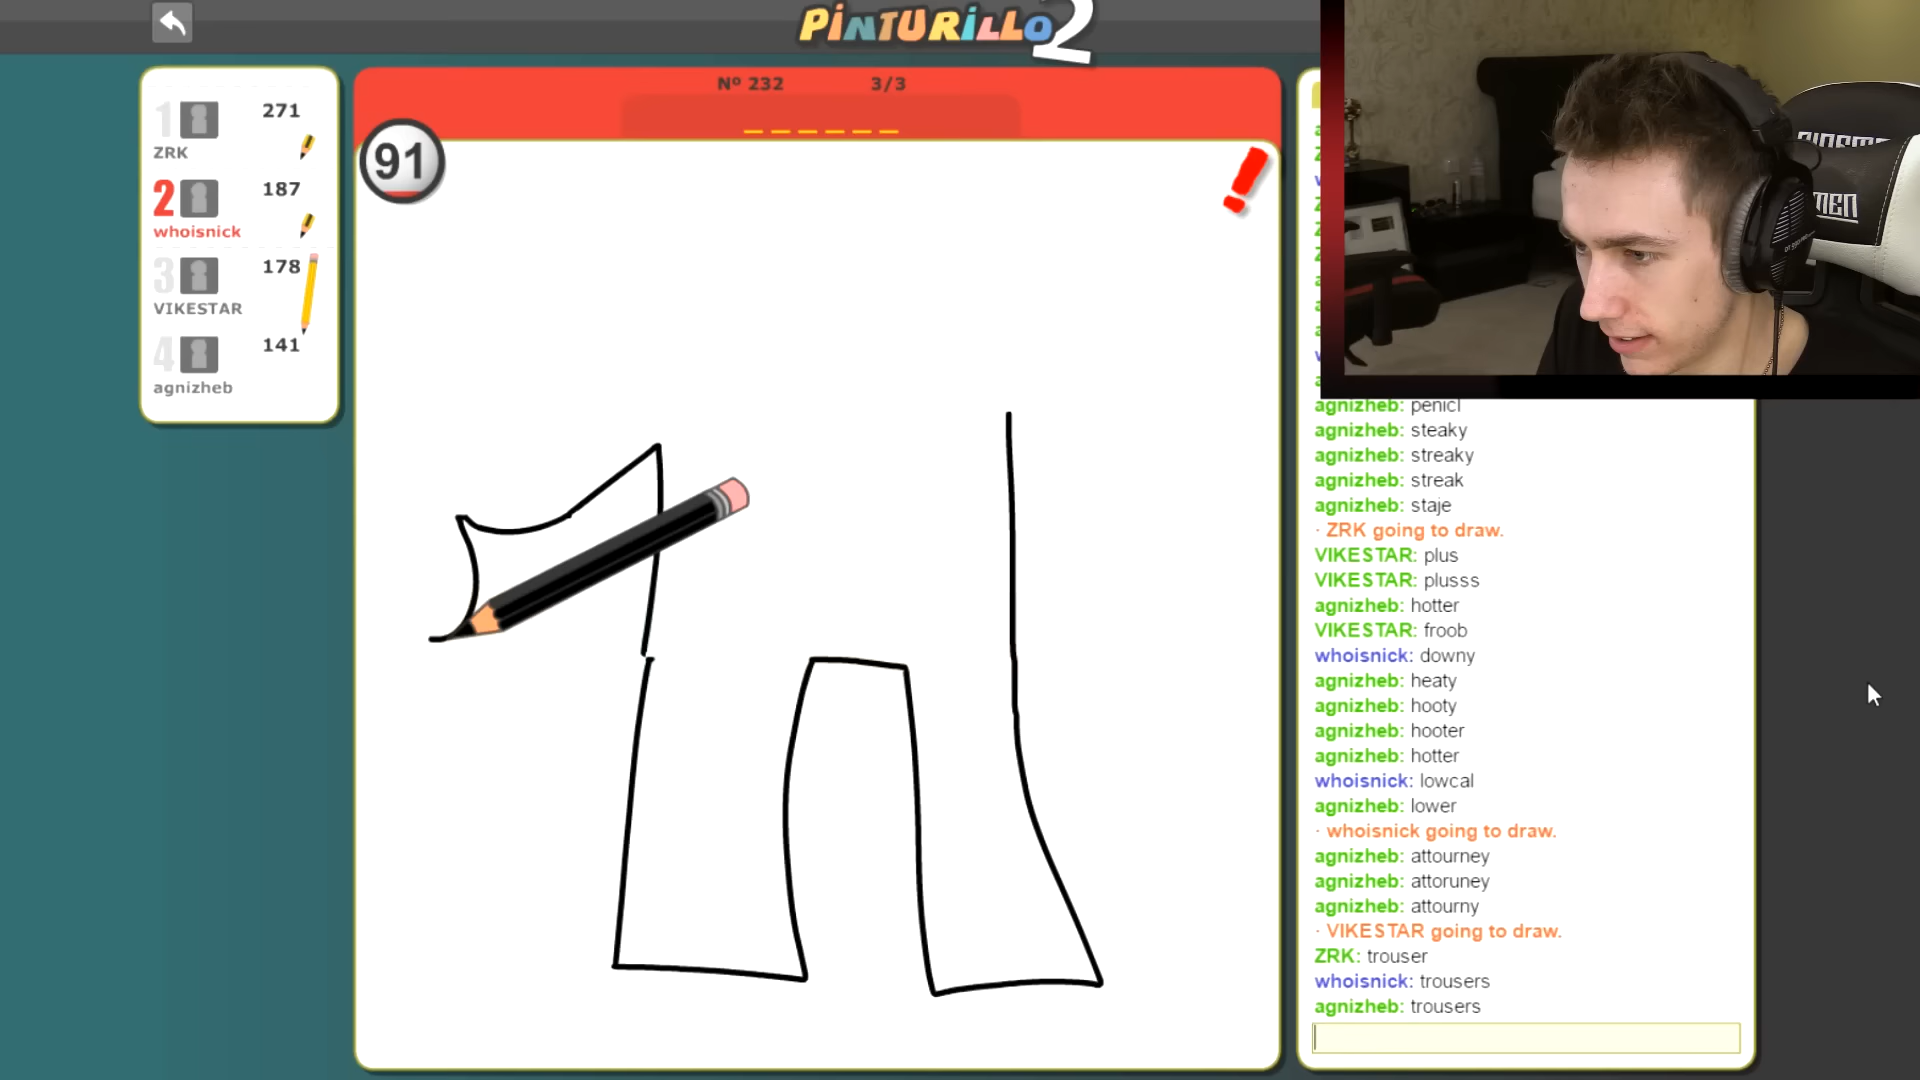 PiNTURiLLO 2
Nº 232 3/3
91
1 271
ZRK
2 187
whoisnick
3 178
VIKESTAR
4 141
agnizheb
agnizheb: penicl
agnizheb: steaky
agnizheb: streaky
agnizheb: streak
agnizheb: staje
· ZRK going to draw.
VIKESTAR: plus
VIKESTAR: plusss
agnizheb: hotter
VIKESTAR: froob
whoisnick: downy
agnizheb: heaty
agnizheb: hooty
agnizheb: hooter
agnizheb: hotter
whoisnick: lowcal
agnizheb: lower
· whoisnick going to draw.
agnizheb: attourney
agnizheb: attoruney
agnizheb: attourny
· VIKESTAR going to draw.
ZRK: trouser
whoisnick: trousers
agnizheb: trousers